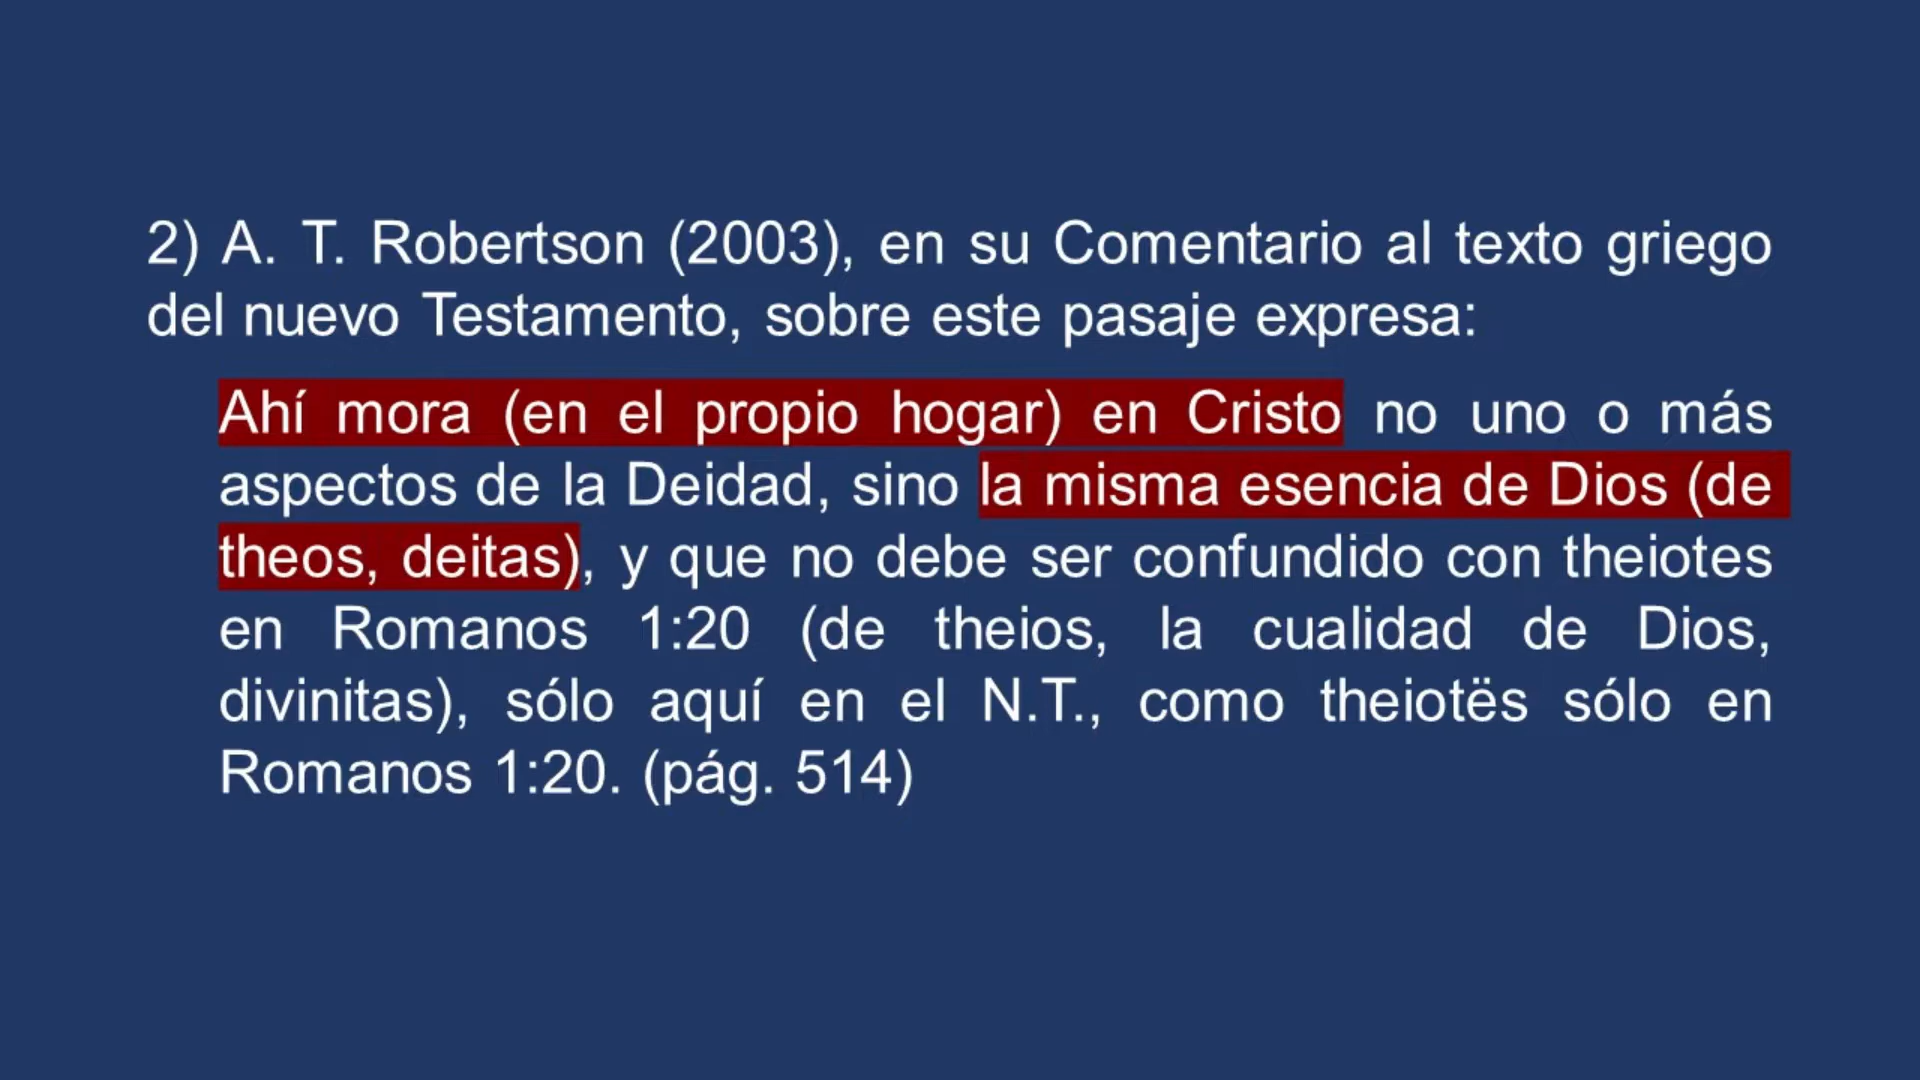 2) A. T. Robertson (2003), en su Comentario al texto griego
del nuevo Testamento, sobre este pasaje expresa:
Ahí mora (en el propio hogar) en Cristo no uno o más
aspectos de la Deidad, sino la misma esencia de Dios (de
theos, deitas), y que no debe ser confundido con theiotes
en Romanos 1:20 (de theios, la cualidad de Dios,
divinitas), sólo aquí en el N.T., como theiotës sólo en
Romanos 1:20. (pág. 514)